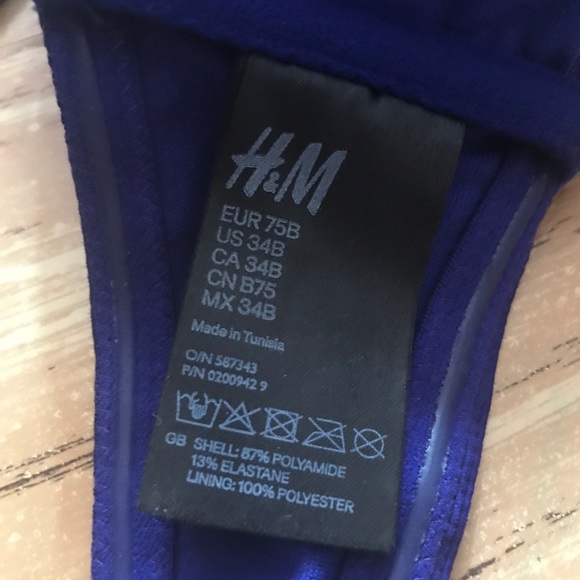 H&M
EUR 75B
US 34B
CA 34B
CN B75
MX 34B
Made in Tunisia
O/N 587343
P/N 0200942 9
GB SHELL: 87% POLYAMIDE
13% ELASTANE
LINING: 100% POLYESTER